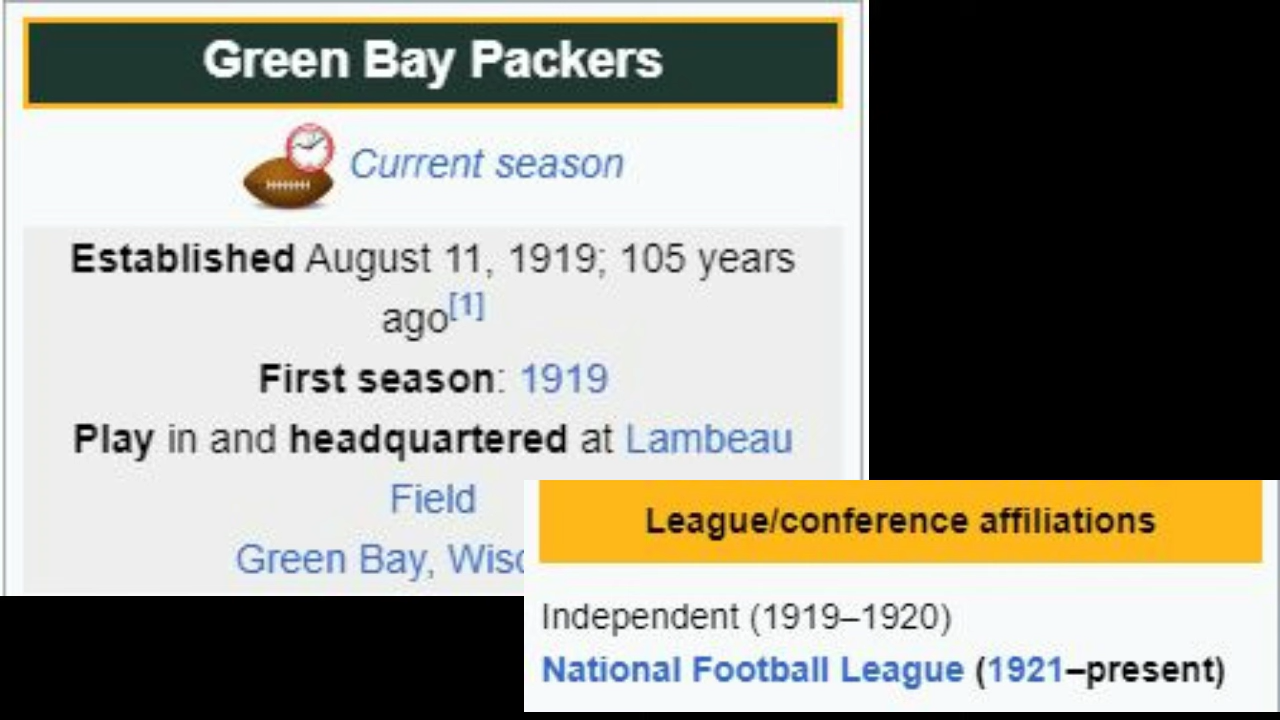 Green Bay Packers
Current season
Established August 11, 1919; 105 years
ago[1]
First season: 1919
Play in and headquartered at Lambeau
Field
Green Bay, Wisc
League/conference affiliations
Independent (1919–1920)
National Football League (1921–present)